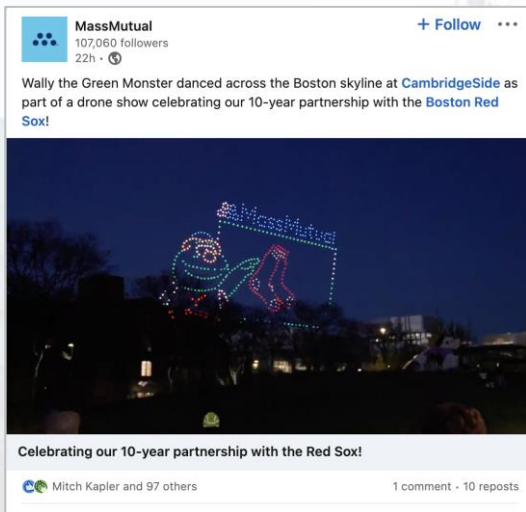 MassMutual
+ Follow ...
107,060 followers
22h •
Wally the Green Monster danced across the Boston skyline at CambridgeSide as
part of a drone show celebrating our 10-year partnership with the Boston Red
Sox!
MassMutual
Celebrating our 10-year partnership with the Red Sox!
Mitch Kapler and 97 others
1 comment • 10 reposts